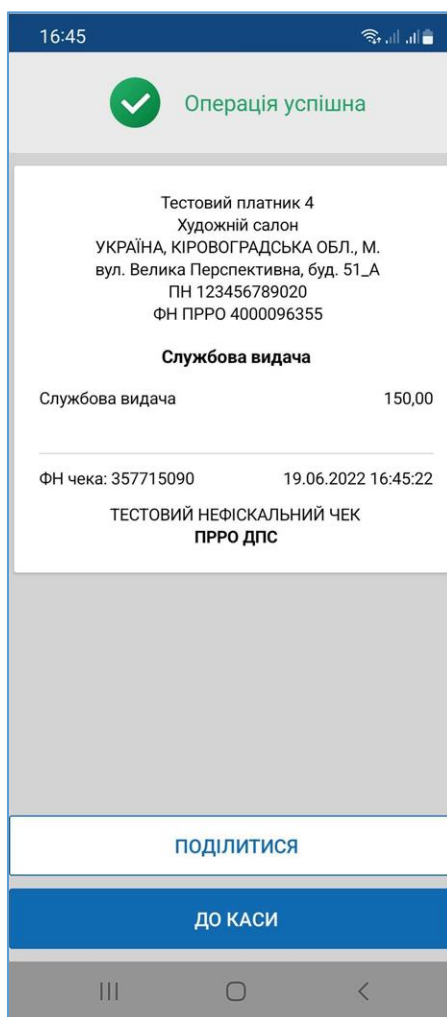 16:45
Операція успішна
Тестовий платник 4
Художній салон
УКРАЇНА, КІРОВОГРАДСЬКА ОБЛ., М.
вул. Велика Перспективна, буд. 51_А
ПН 123456789020
ФН ПРРО 4000096355
Службова видача
Службова видача 150,00
ФН чека: 357715090 19.06.2022 16:45:22
ТЕСТОВИЙ НЕФІСКАЛЬНИЙ ЧЕК
ПРРО ДПС
ПОДІЛИТИСЯ
ДО КАСИ